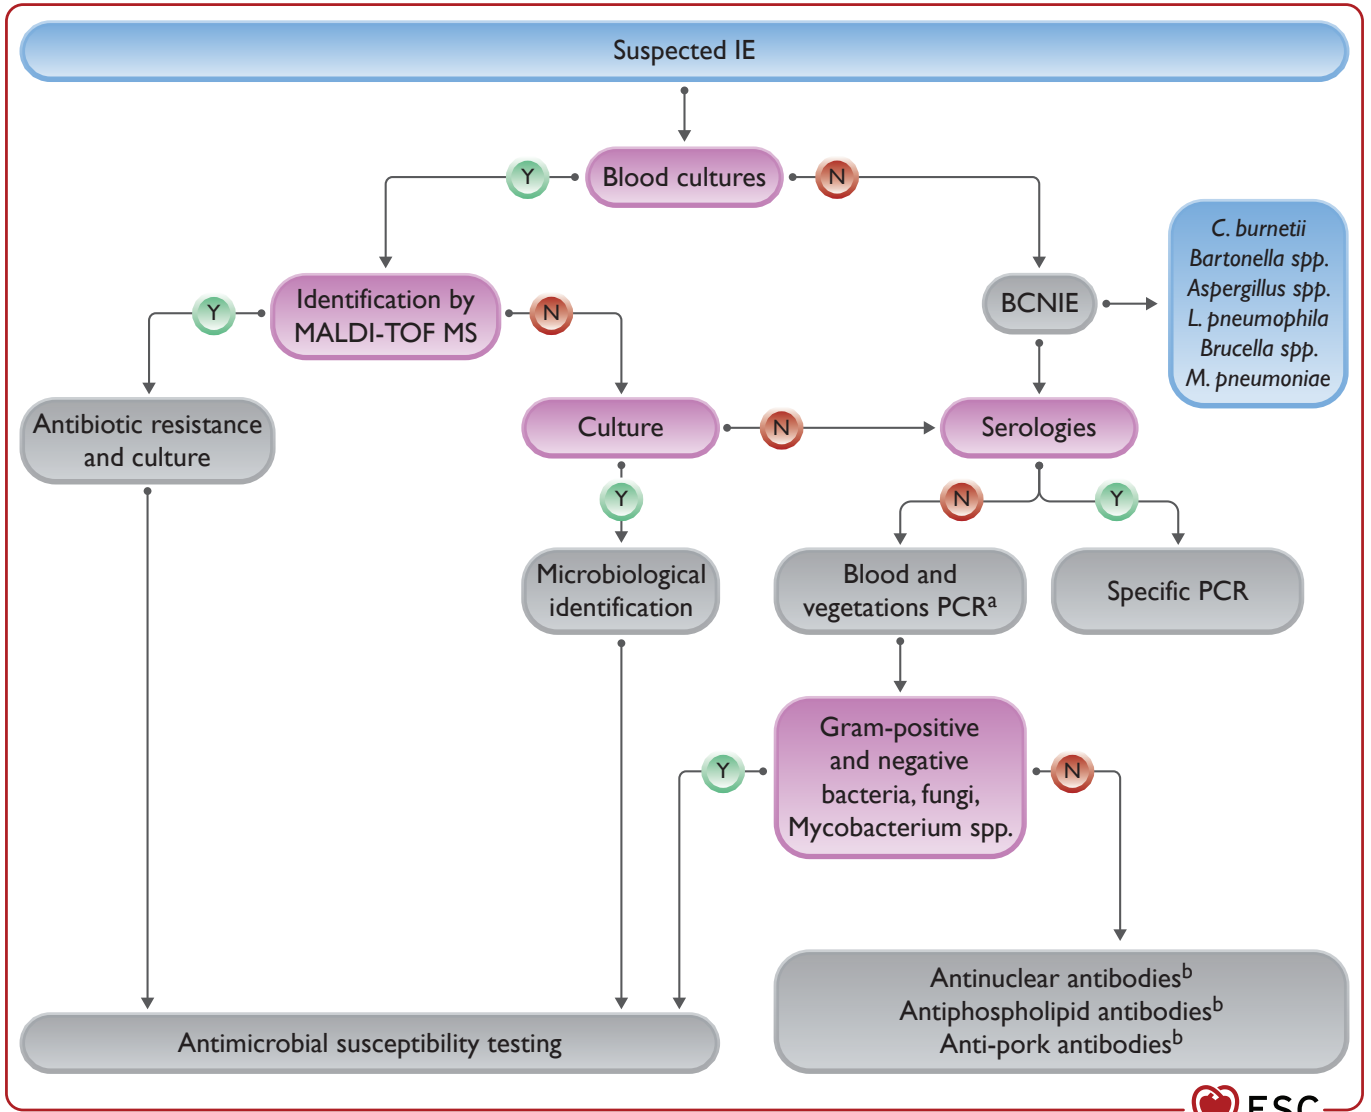 Suspected IE
Y
Blood cultures
N
C. burnetii
Bartonella spp.
Aspergillus spp.
L. pneumophila
Brucella spp.
M. pneumoniae
Y
Identification by
MALDI-TOF MS
N
BCNIE
Antibiotic resistance
and culture
Culture
N
Serologies
Y
N
Y
Microbiological
identification
Blood and
vegetations PCRᵃ
Specific PCR
Y
Gram-positive
and negative
bacteria, fungi,
Mycobacterium spp.
N
Antinuclear antibodiesᵇ
Antiphospholipid antibodiesᵇ
Anti-pork antibodiesᵇ
Antimicrobial susceptibility testing
ESC